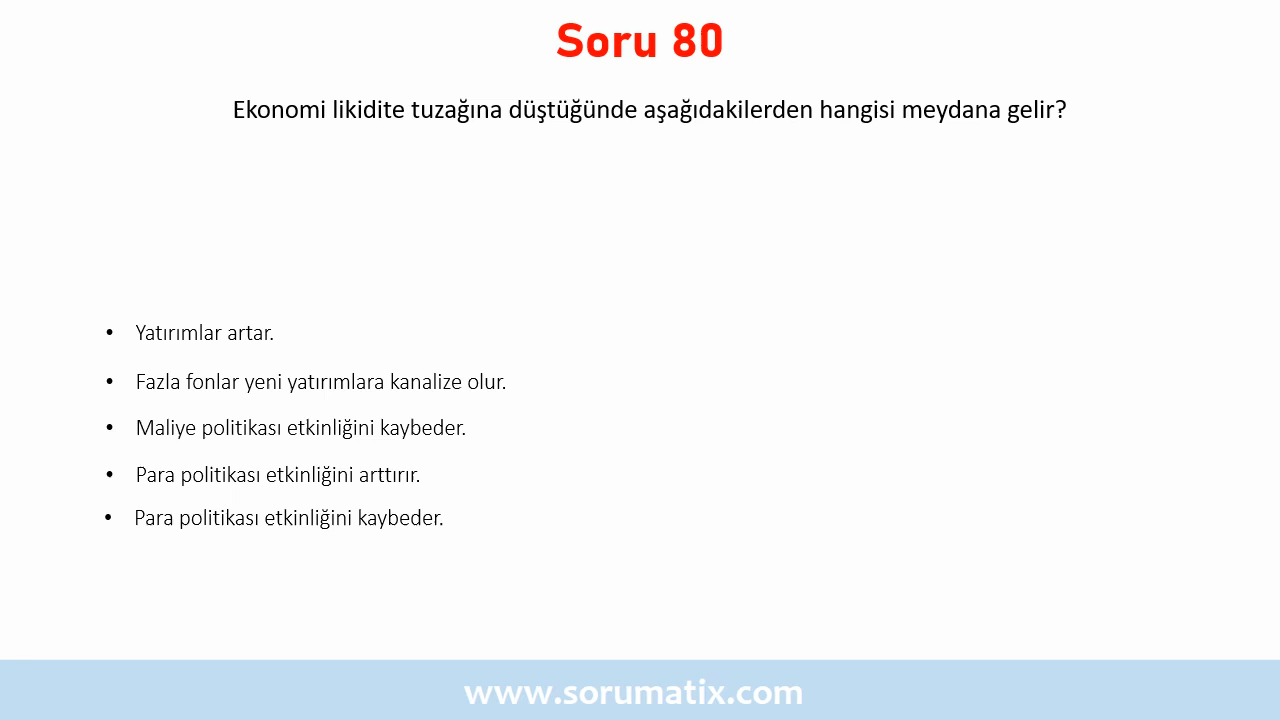 Soru 80
Ekonomi likidite tuzağına düştüğünde aşağıdakilerden hangisi meydana gelir?
• Yatırımlar artar.
• Fazla fonlar yeni yatırımlara kanalize olur.
• Maliye politikası etkinliğini kaybeder.
• Para politikası etkinliğini arttırır.
• Para politikası etkinliğini kaybeder.
www.sorumatix.com